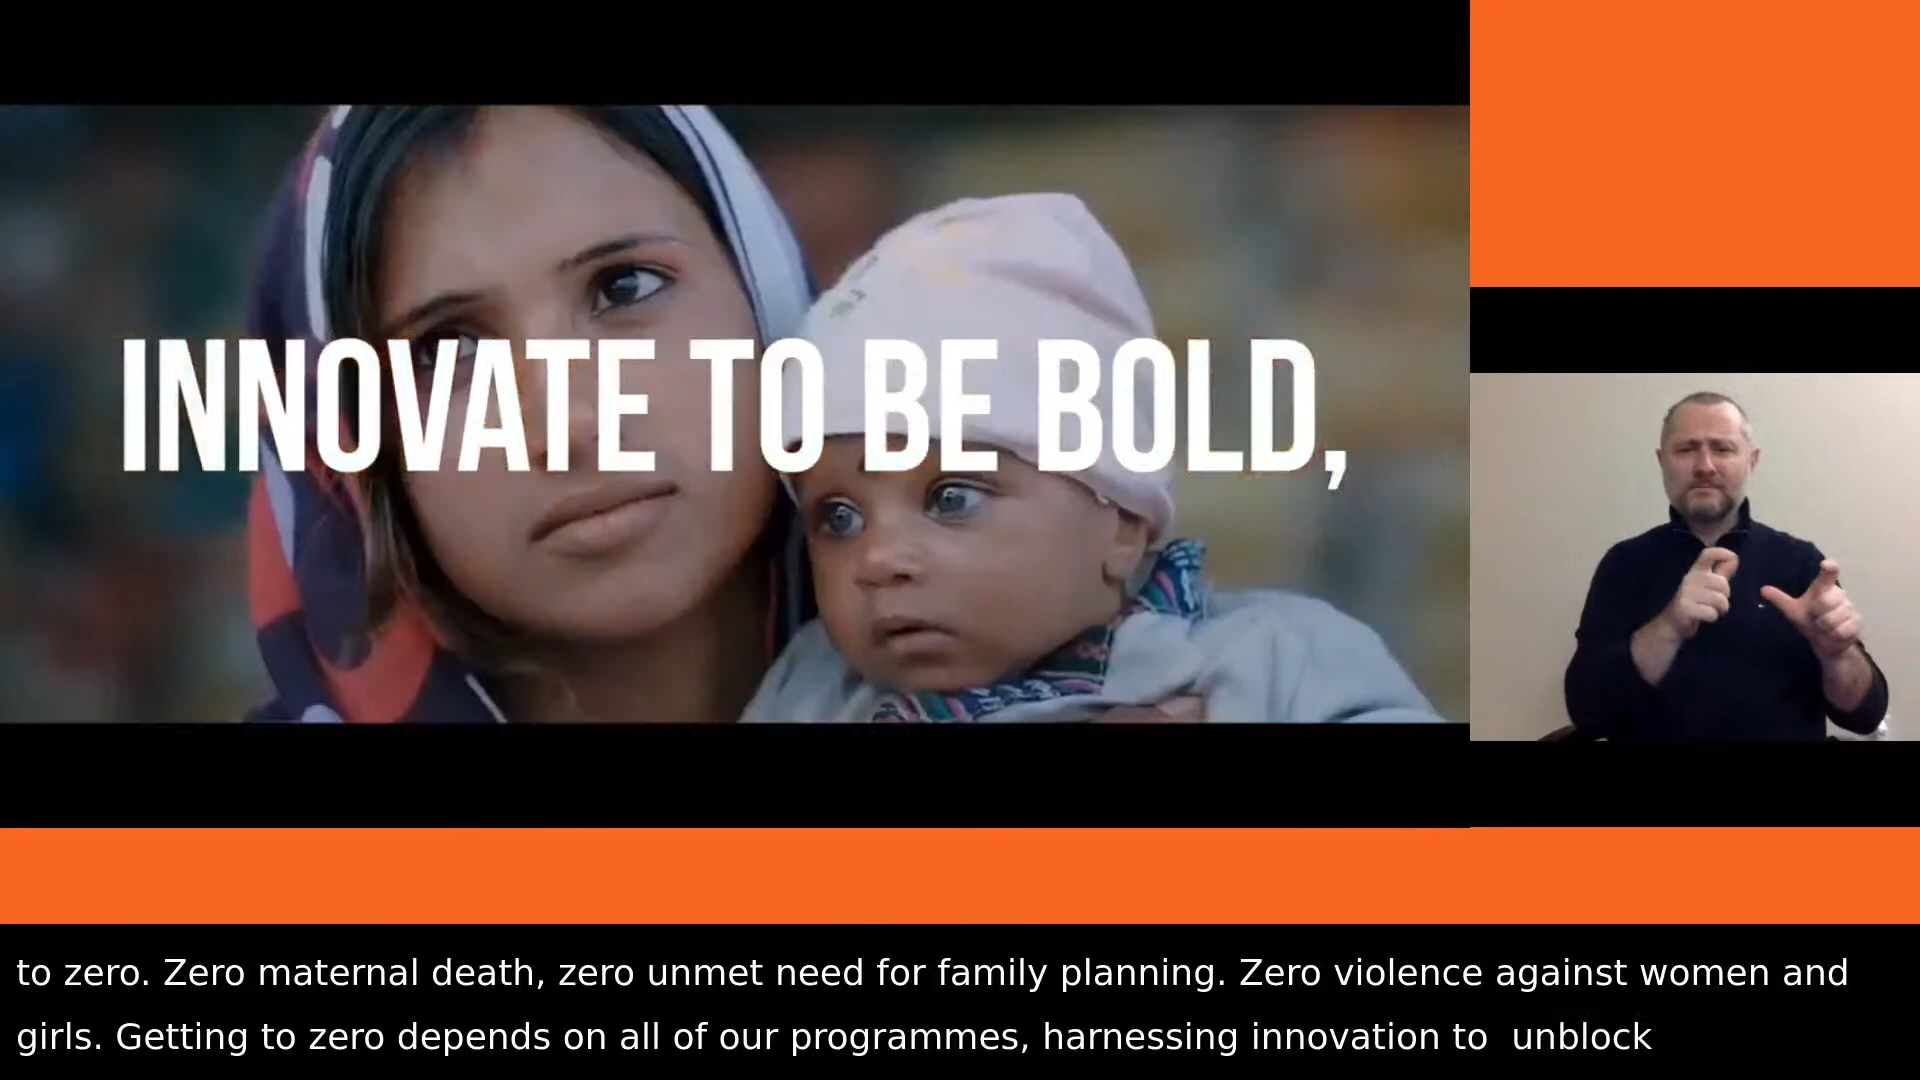 INNOVATE TO BE BOLD,
to zero. Zero maternal death, zero unmet need for family planning. Zero violence against women and
girls. Getting to zero depends on all of our programmes, harnessing innovation to  unblock